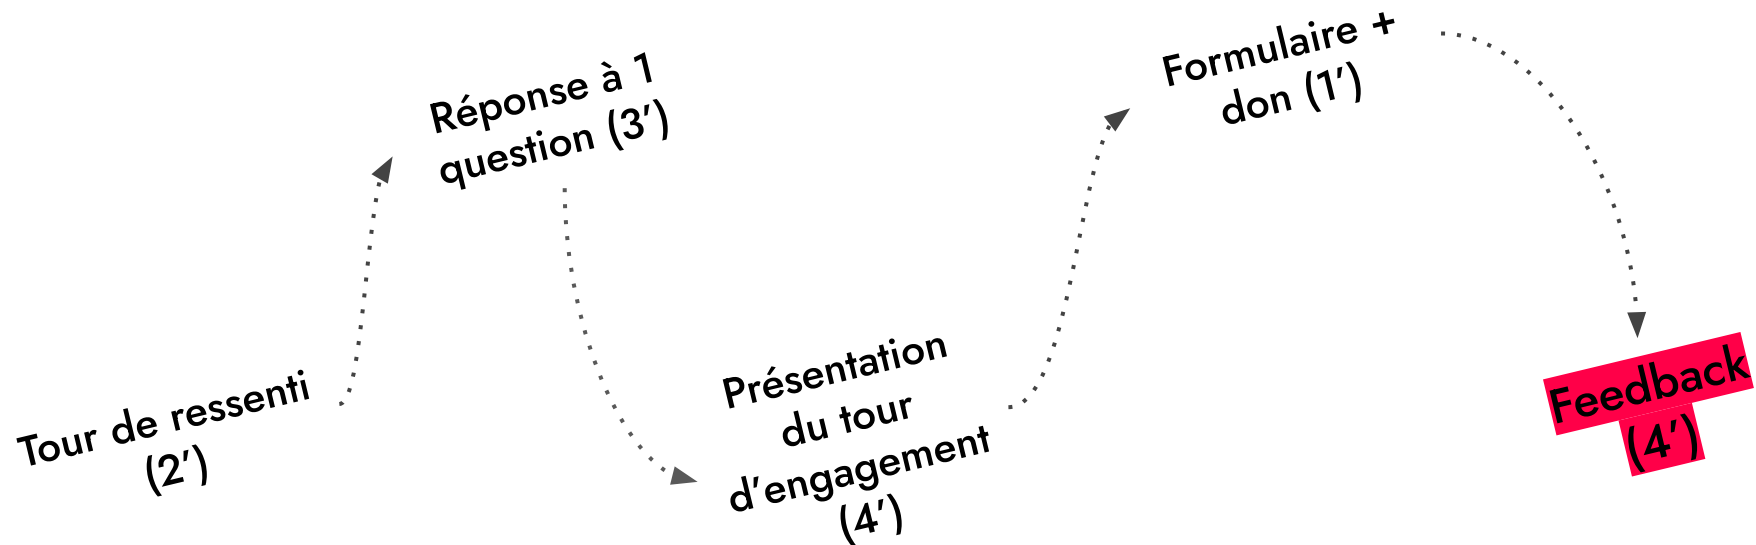 Tour de ressenti
(2’)
Réponse à 1
question (3’)
Présentation
du tour
d’engagement
(4’)
Formulaire +
don (1’)
Feedback
(4’)